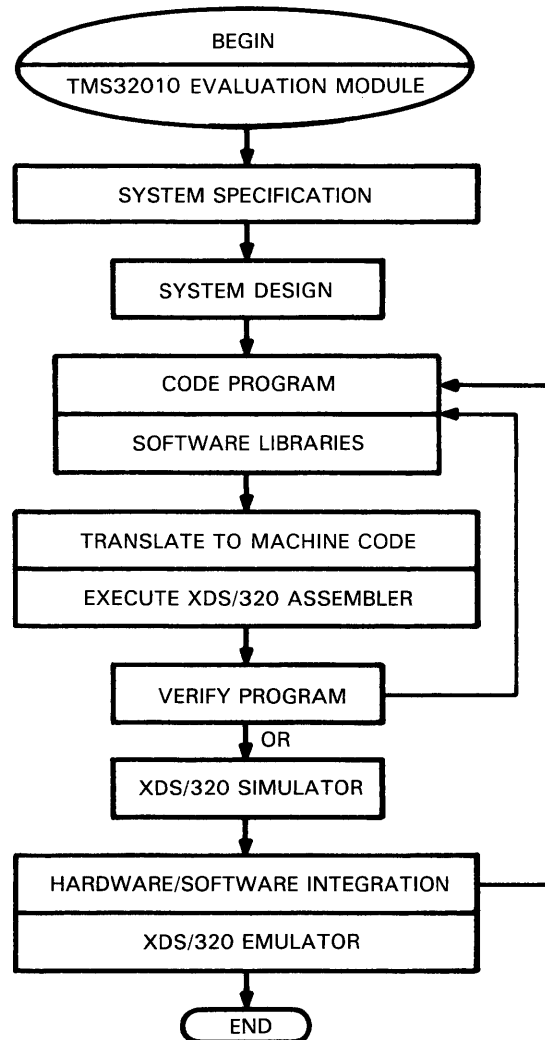 BEGIN
TMS32010 EVALUATION MODULE
SYSTEM SPECIFICATION
SYSTEM DESIGN
CODE PROGRAM
SOFTWARE LIBRARIES
TRANSLATE TO MACHINE CODE
EXECUTE XDS/320 ASSEMBLER
VERIFY PROGRAM
OR
XDS/320 SIMULATOR
HARDWARE/SOFTWARE INTEGRATION
XDS/320 EMULATOR
END